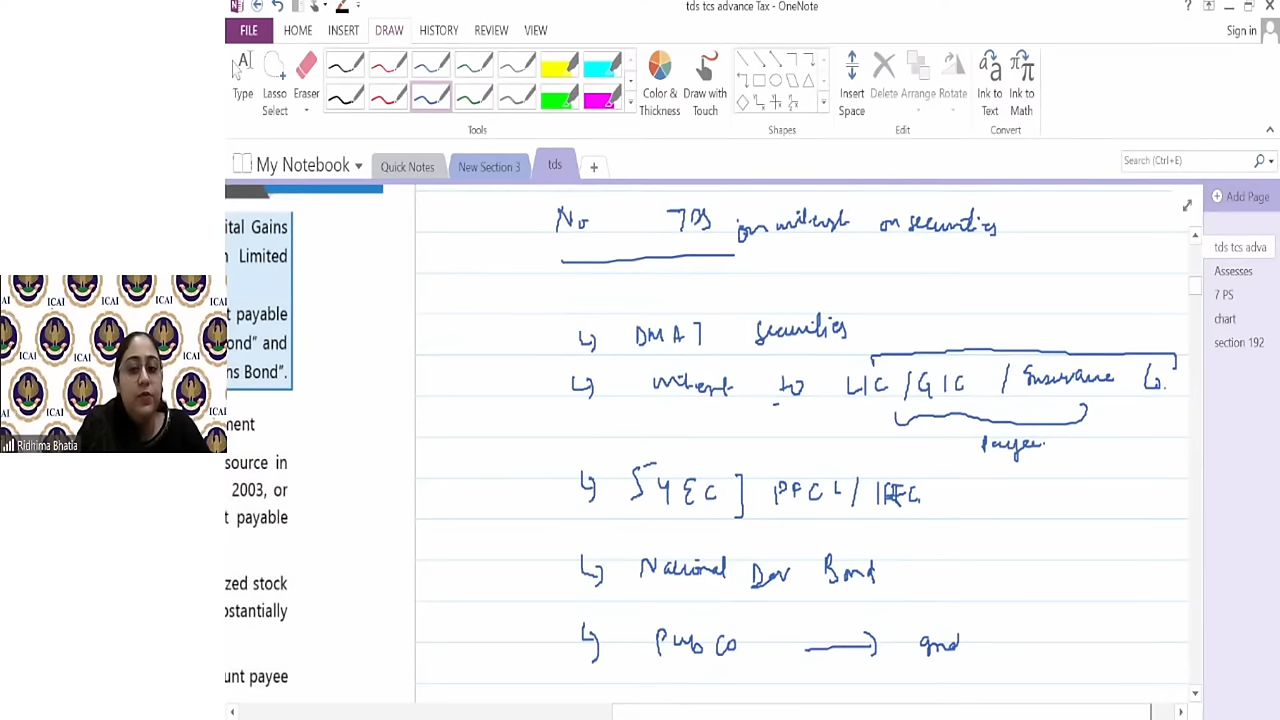 tds tcs advance Tax - OneNote
?
Sign in
FILE HOME INSERT DRAW HISTORY REVIEW VIEW
Type
Lasso Select
Eraser
Color & Thickness
Draw with Touch
Insert Space
Delete Arrange Rotate
Ink to Text
Ink to Math
Tools Shapes Edit Convert
My Notebook Quick Notes New Section 3 tds +
Search (Ctrl+E)
Add Page
tds tcs adva
Assesses
7 PS
chart
section 192
ital Gains
Limited
t payable
ond" and
ns Bond".
ment
source in
2003, or
t payable
zed stock
ostantially
unt payee
ICAI ICAI ICAI
ICAI
Ridhima Bhatia
No TDS on interest on securities
DMAT securities
interest to LIC / GIC / Insurance Co.
Payee
54EC ] PFCL /
National Dev Bond
Pub Co → ind